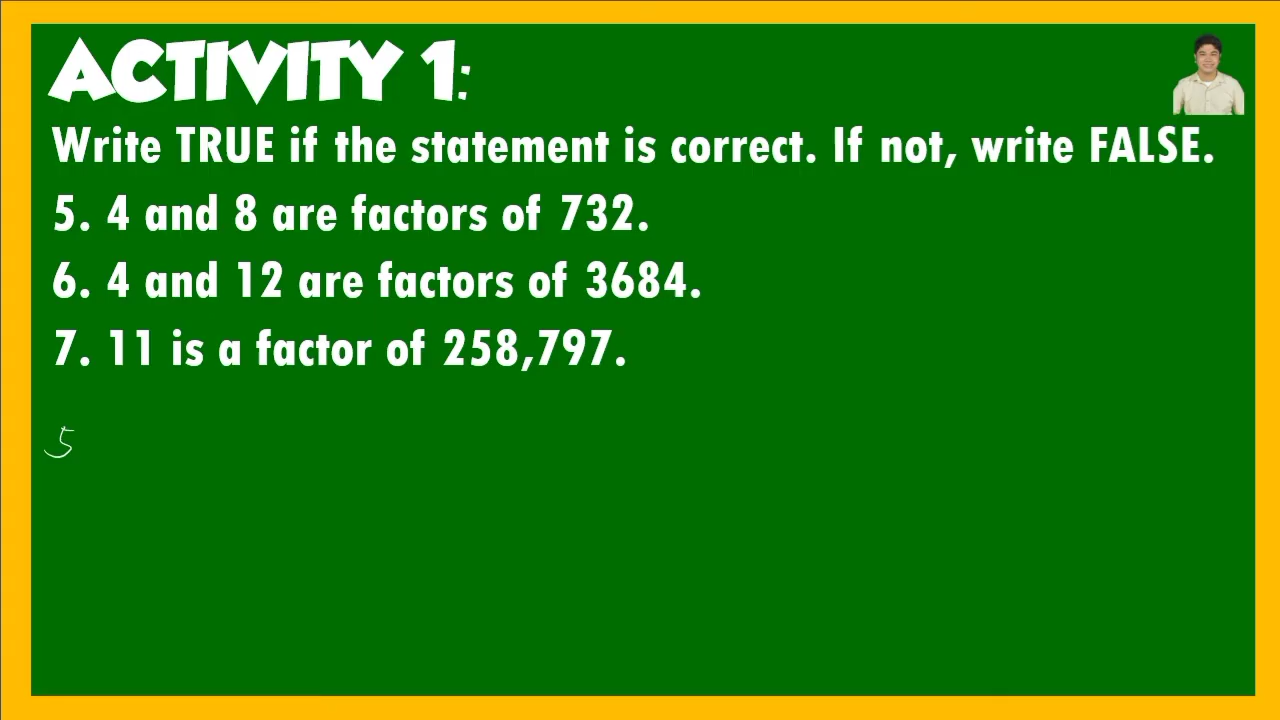 ACTIVITY 1:
Write TRUE if the statement is correct. If not, write FALSE.
5. 4 and 8 are factors of 732.
6. 4 and 12 are factors of 3684.
7. 11 is a factor of 258,797.
5